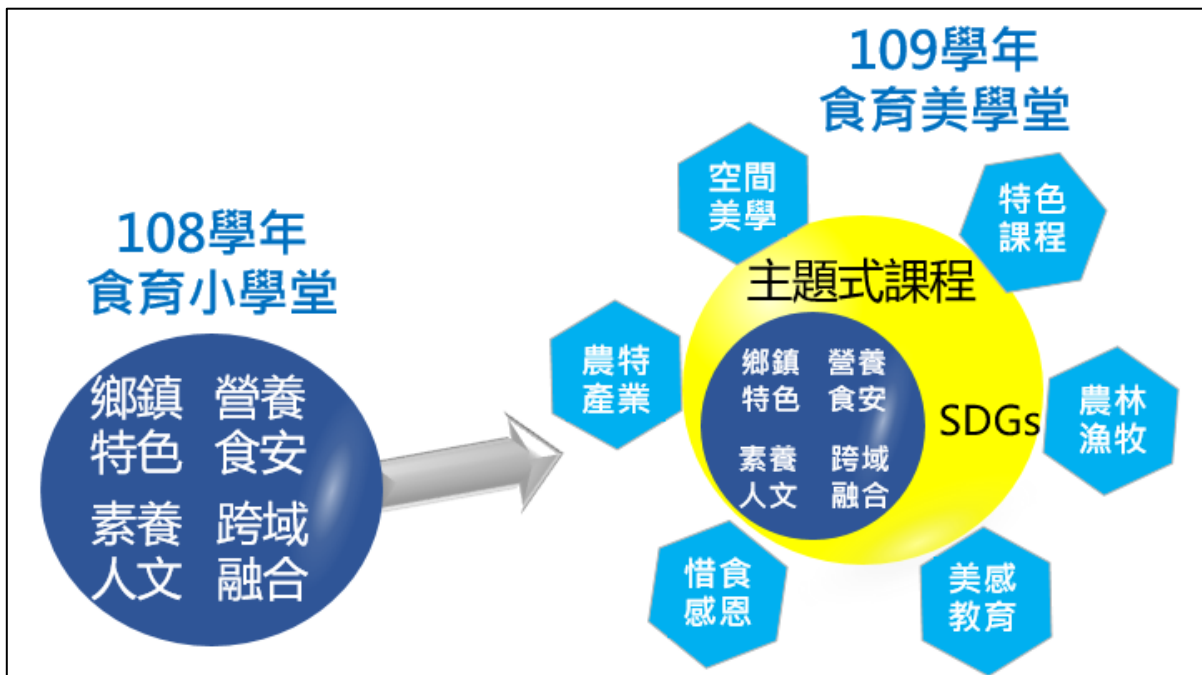 108學年
食育小學堂
鄉鎮 營養
特色 食安
素養 跨域
人文 融合
109學年
食育美學堂
空間
美學
特色
課程
主題式課程
農特
產業
鄉鎮 營養
特色 食安
素養 跨域
人文 融合
SDGs
農林
漁牧
惜食
感恩
美感
教育